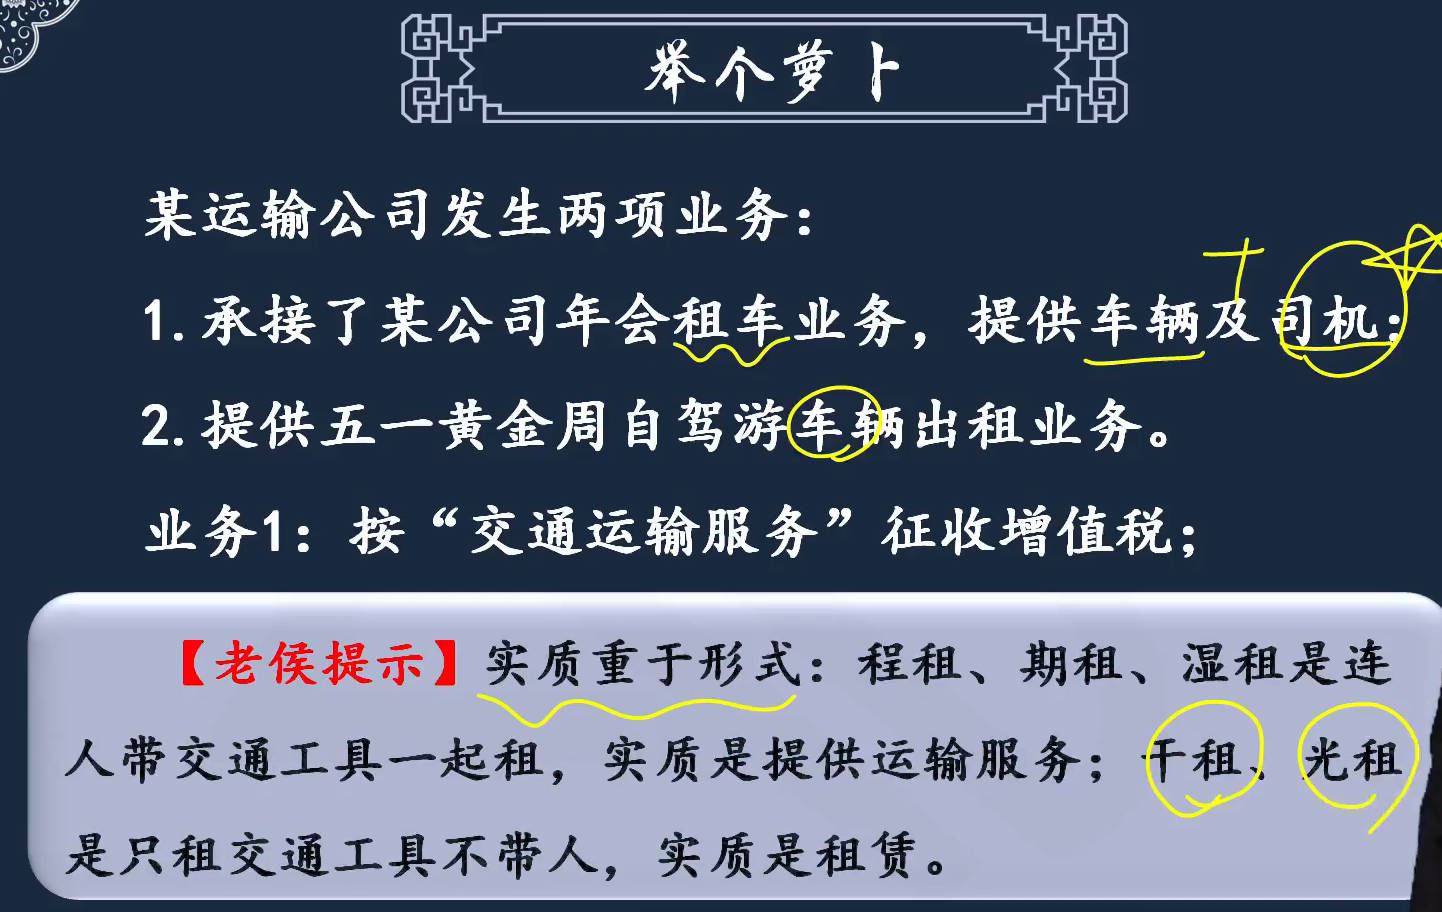 举个萝卜
某运输公司发生两项业务：
1.承接了某公司年会租车业务，提供车辆及司机；
2.提供五一黄金周自驾游车辆出租业务。
业务1：按“交通运输服务”征收增值税；
【老侯提示】实质重于形式：程租、期租、湿租是连
人带交通工具一起租，实质是提供运输服务；干租、光租
是只租交通工具不带人，实质是租赁。